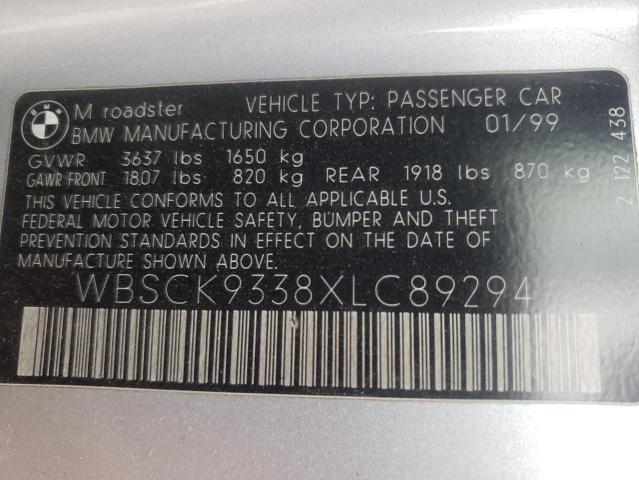 BMW
M roadster VEHICLE TYP: PASSENGER CAR
BMW MANUFACTURING CORPORATION 01/99
GVWR 3637 lbs 1650 kg
GAWR FRONT 1807 lbs 820 kg REAR 1918 lbs 870 kg
THIS VEHICLE CONFORMS TO ALL APPLICABLE U.S.
FEDERAL MOTOR VEHICLE SAFETY, BUMPER AND THEFT
PREVENTION STANDARDS IN EFFECT ON THE DATE OF
MANUFACTURE SHOWN ABOVE.
WBSCK9338XLC89294
2 122 438